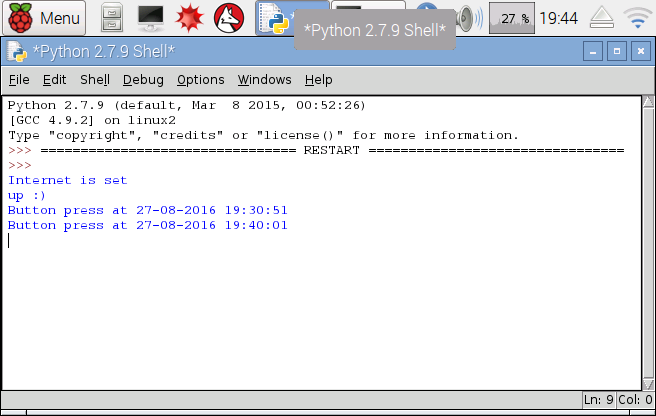 Menu
*Python 2.7.9 Shell*
27 %
19:44
*Python 2.7.9 Shell*
File Edit Shell Debug Options Windows Help
Python 2.7.9 (default, Mar  8 2015, 00:52:26)
[GCC 4.9.2] on linux2
Type "copyright", "credits" or "license()" for more information.
>>> ================================ RESTART ================================
>>>
Internet is set
up :)
Button press at 27-08-2016 19:30:51
Button press at 27-08-2016 19:40:01
Ln: 9 Col: 0